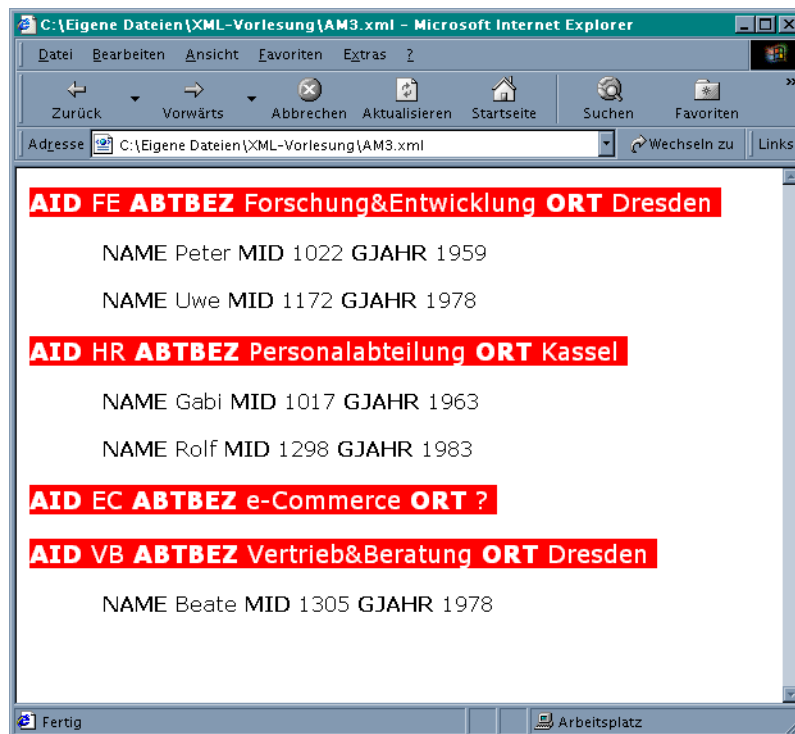 C:\Eigene Dateien\XML-Vorlesung\AM3.xml - Microsoft Internet Explorer
Datei Bearbeiten Ansicht Favoriten Extras ?
Zurück Vorwärts Abbrechen Aktualisieren Startseite Suchen Favoriten »
Adresse C:\Eigene Dateien\XML-Vorlesung\AM3.xml Wechseln zu Links
AID FE ABTBEZ Forschung&Entwicklung ORT Dresden
NAME Peter MID 1022 GJAHR 1959
NAME Uwe MID 1172 GJAHR 1978
AID HR ABTBEZ Personalabteilung ORT Kassel
NAME Gabi MID 1017 GJAHR 1963
NAME Rolf MID 1298 GJAHR 1983
AID EC ABTBEZ e-Commerce ORT ?
AID VB ABTBEZ Vertrieb&Beratung ORT Dresden
NAME Beate MID 1305 GJAHR 1978
Fertig Arbeitsplatz